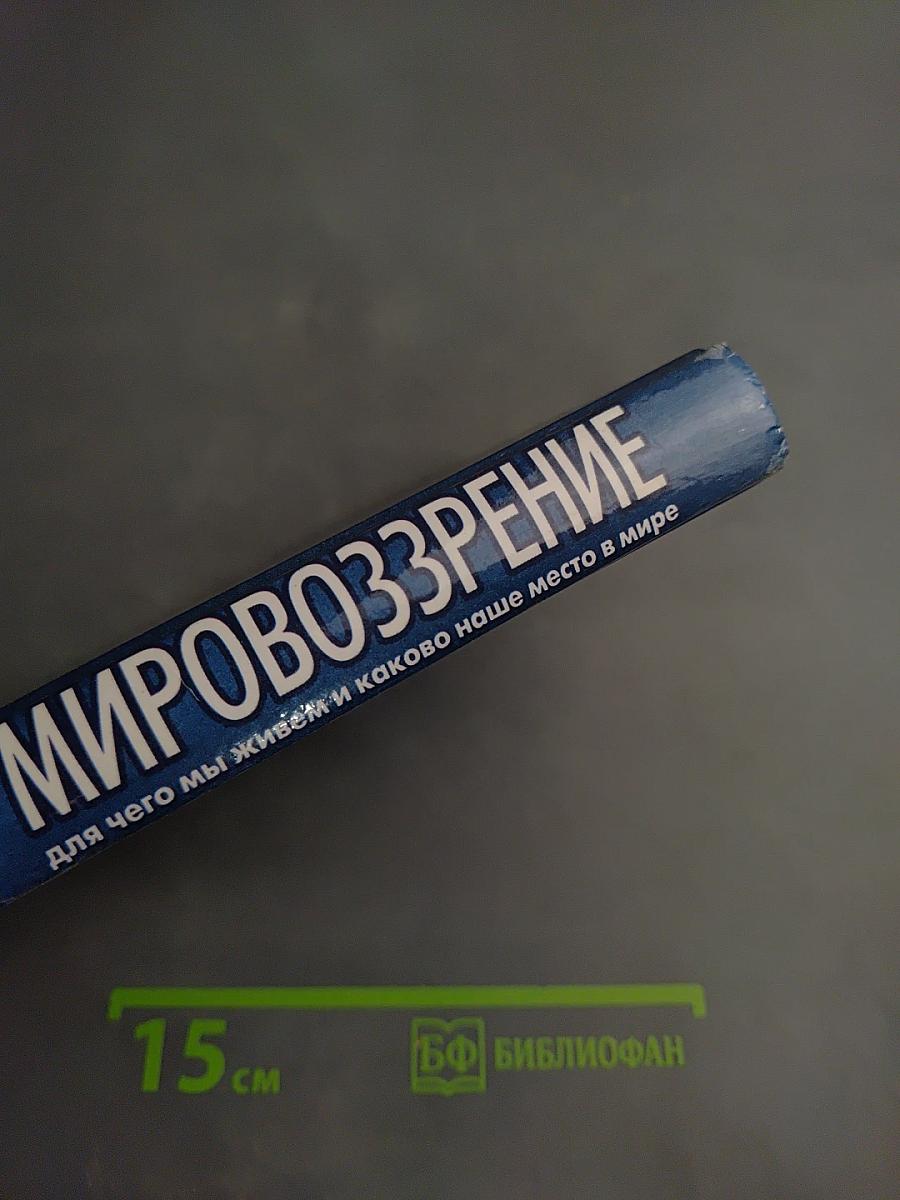 МИРОВОЗЗРЕНИЕ
для чего мы живем и каково наше место в мире
15 см
БФ БИБЛИОФАН